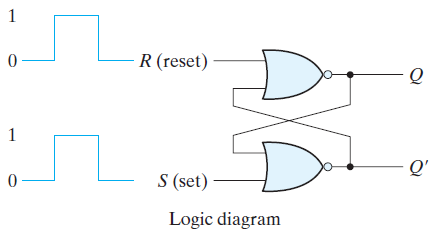 1
0
R (reset)
Q
1
0
S (set)
Q′
Logic diagram